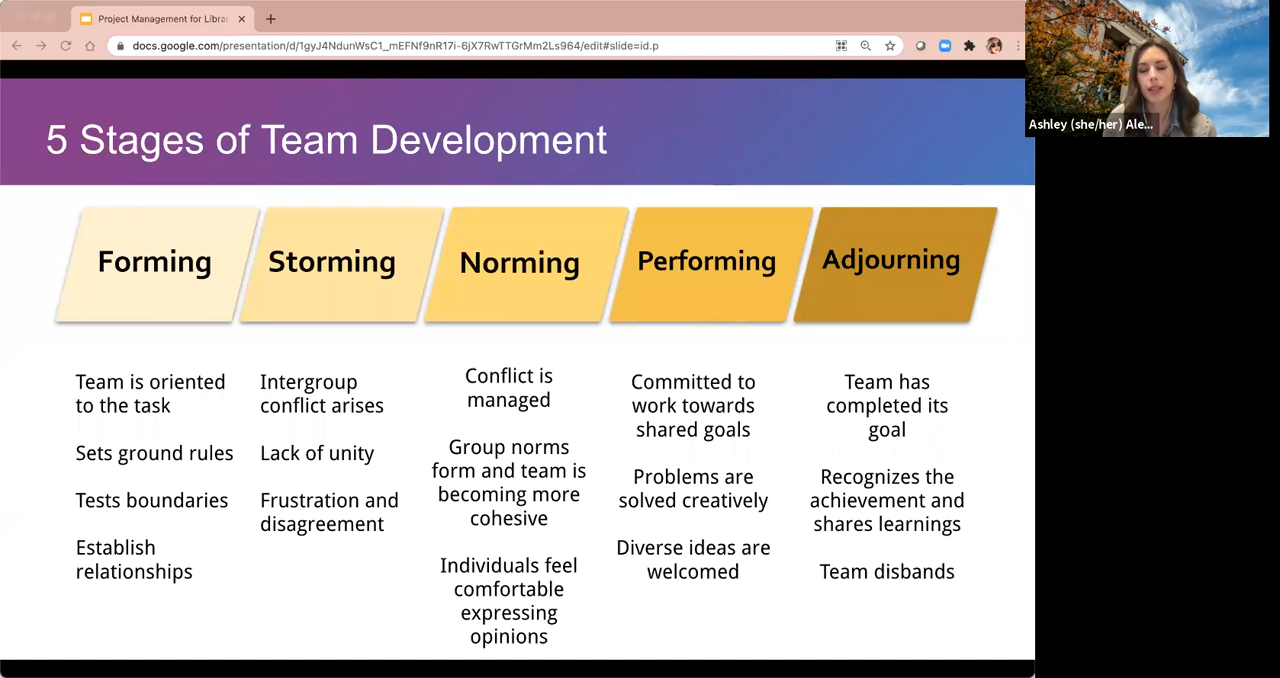 Project Management for Libra
docs.google.com/presentation/d/1gyJ4NdunWsC1_mEFNf9nR17i-6jX7RwTTGrMm2Ls964/edit#slide=id.p
Ashley (she/her) Ale...
5 Stages of Team Development
Forming
Storming
Norming
Performing
Adjourning
Team is oriented
to the task
Sets ground rules
Tests boundaries
Establish
relationships
Intergroup
conflict arises
Lack of unity
Frustration and
disagreement
Conflict is
managed
Group norms
form and team is
becoming more
cohesive
Individuals feel
comfortable
expressing
opinions
Committed to
work towards
shared goals
Problems are
solved creatively
Diverse ideas are
welcomed
Team has
completed its
goal
Recognizes the
achievement and
shares learnings
Team disbands